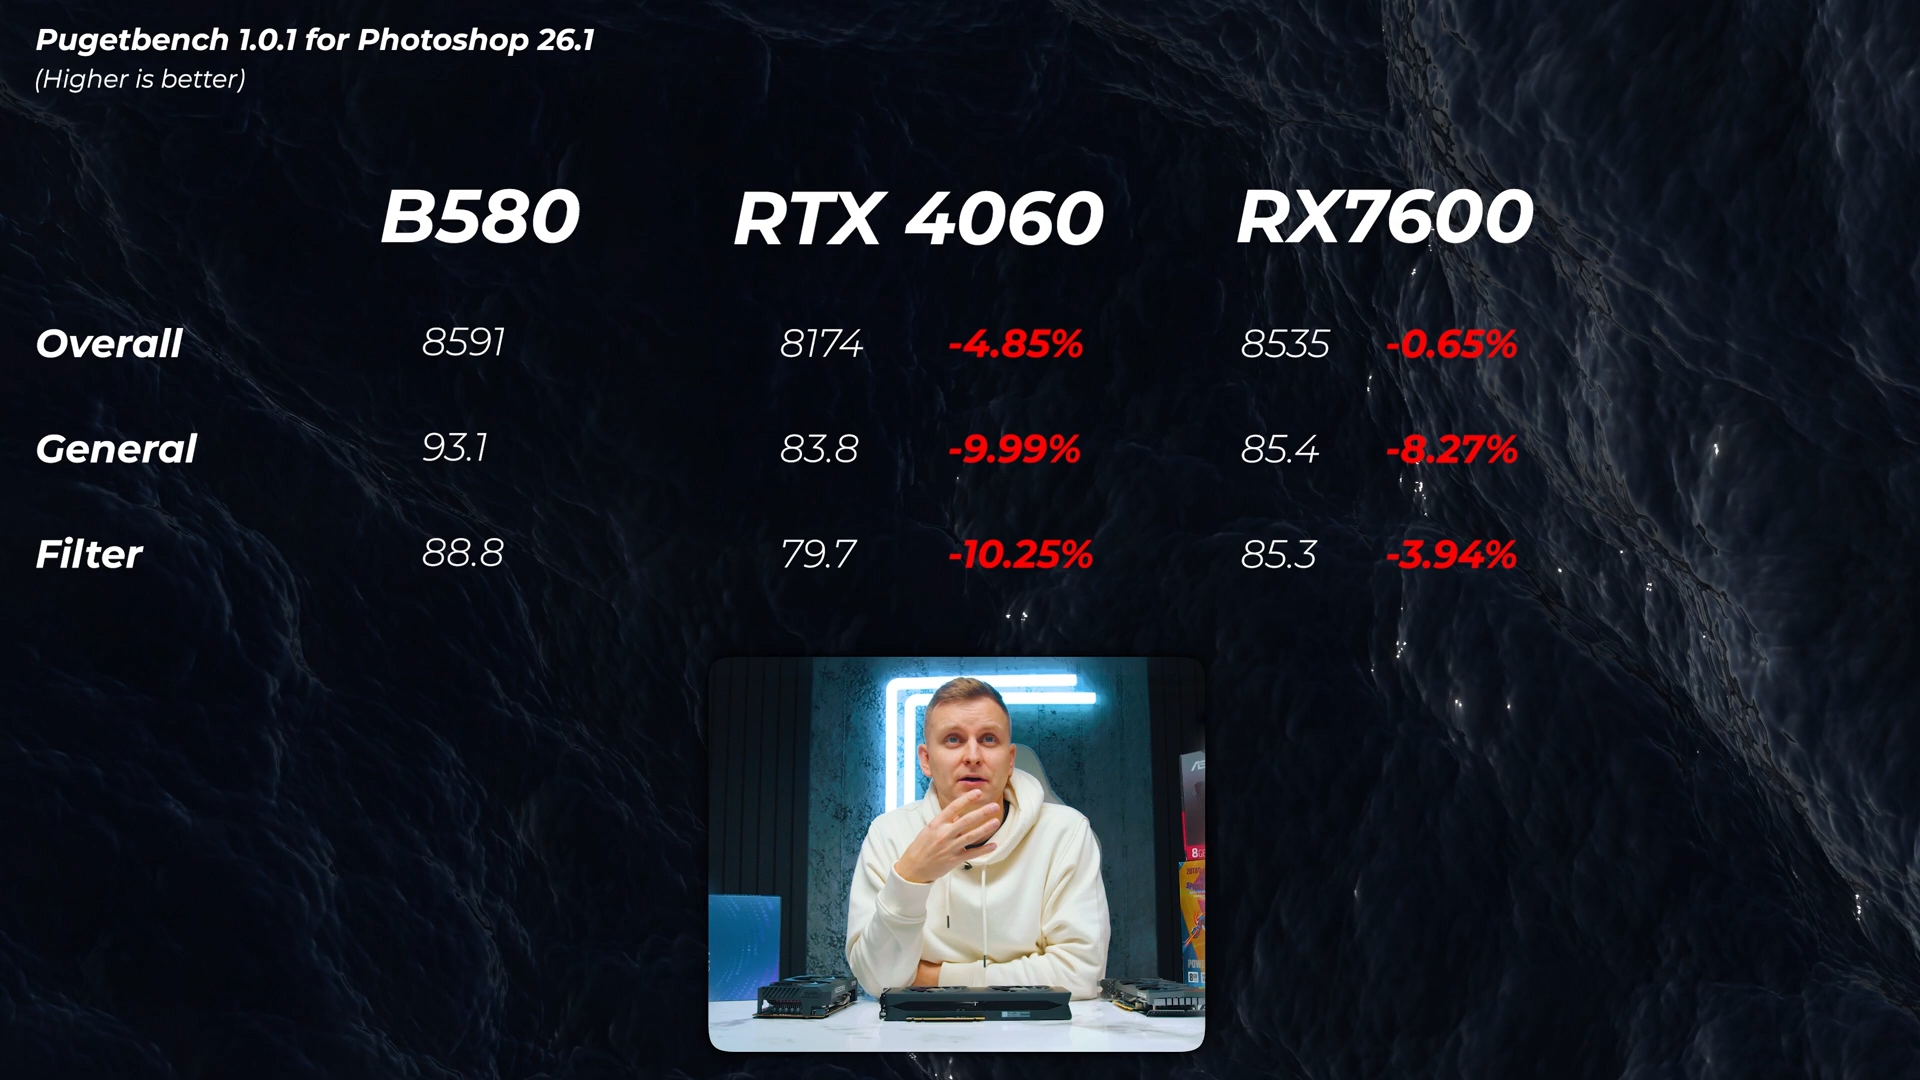 Pugetbench 1.0.1 for Photoshop 26.1
(Higher is better)
B580 RTX 4060 RX7600
Overall 8591 8174 -4.85% 8535 -0.65%
General 93.1 83.8 -9.99% 85.4 -8.27%
Filter 88.8 79.7 -10.25% 85.3 -3.94%